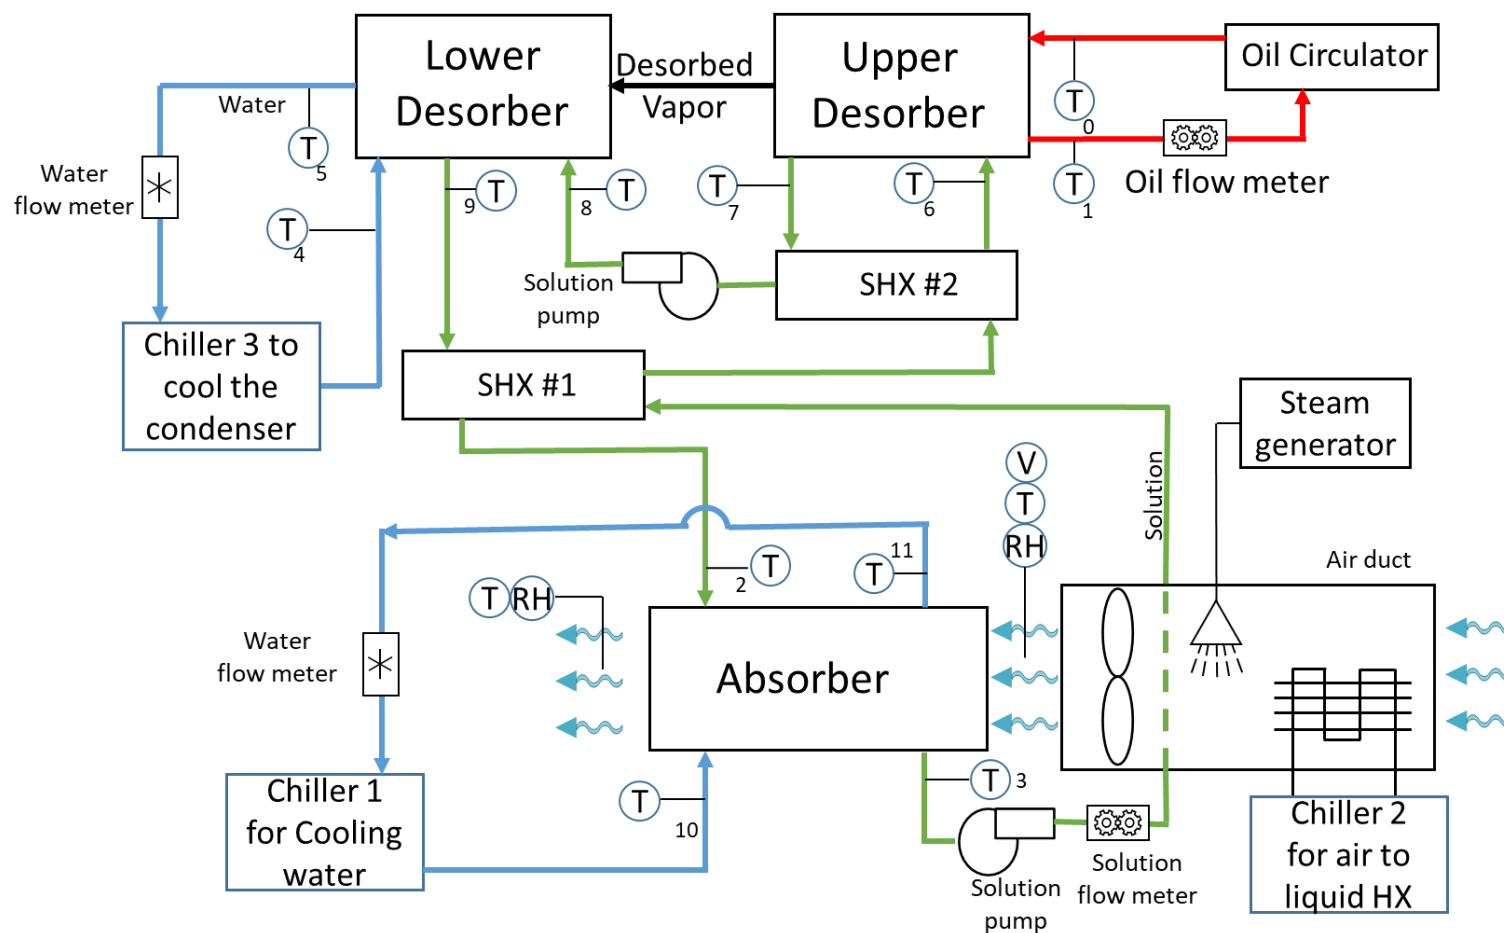 Lower
Desorber
Desorbed
Vapor
Upper
Desorber
Oil Circulator
T
0
T
1
Oil flow meter
Water
T
5
Water
flow meter
T
4
9
T
8
T
T
7
T
6
Solution
pump
SHX #2
Chiller 3 to
cool the
condenser
SHX #1
Steam
generator
V
T
RH
Solution
Air duct
T
2
T
11
T
RH
Water
flow meter
Absorber
T
10
T
3
Chiller 1
for Cooling
water
Solution
pump
Solution
flow meter
Chiller 2
for air to
liquid HX